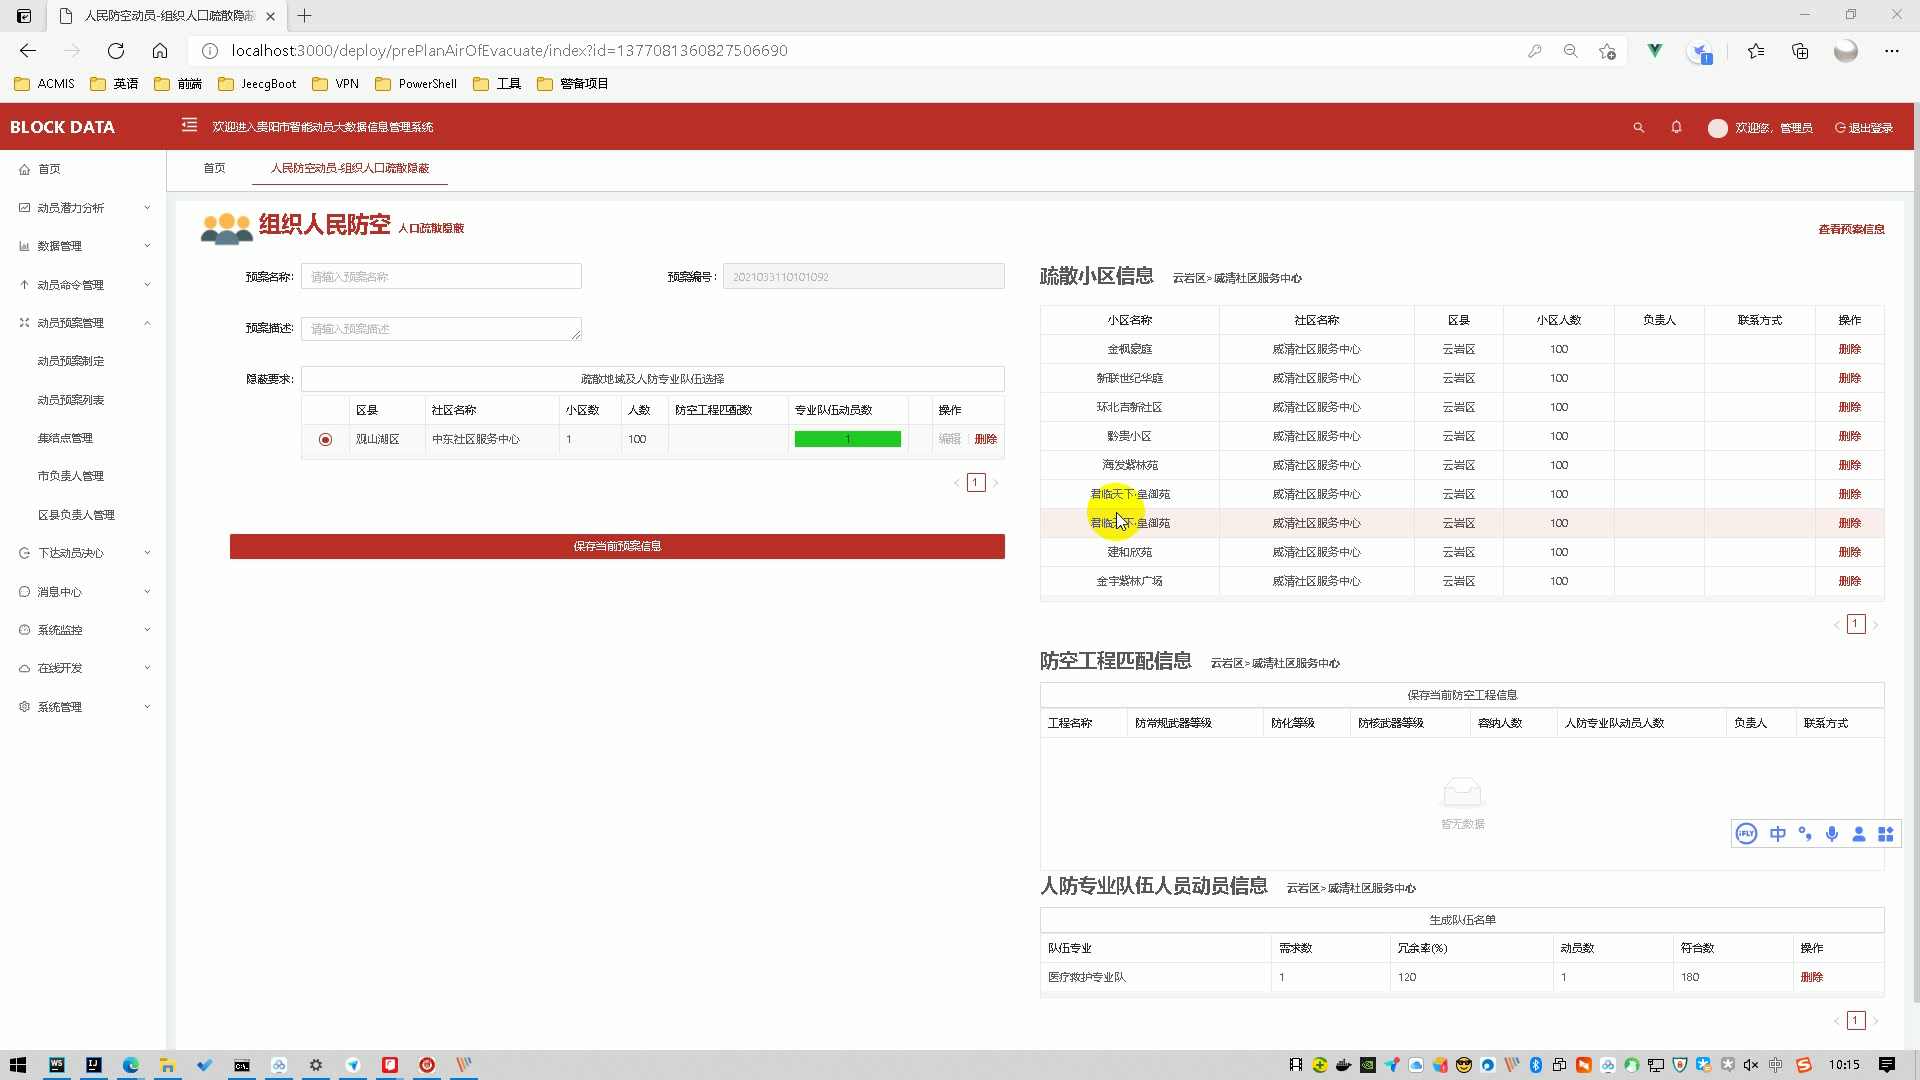 人民防空动员-组织人口疏散隐蔽
localhost:3000/deploy/prePlanAirOfEvacuate/index?id=1377081360827506690
ACMIS 英语 前端 JeecgBoot VPN PowerShell 工具 警备项目
BLOCK DATA 欢迎进入贵阳市智能动员大数据信息管理系统 欢迎您，管理员 退出登录
首页
动员潜力分析
数据管理
动员命令管理
动员预案管理
动员预案制定
动员预案列表
集结点管理
市负责人管理
区县负责人管理
下达动员决心
消息中心
系统监控
在线开发
系统管理
首页 人民防空动员-组织人口疏散隐蔽
组织人民防空 人口疏散隐蔽 查看预案信息
预案名称: 请输入预案名称 预案编号: 2021033110101092
预案描述: 请输入预案描述
隐蔽要求: 疏散地域及人防专业队伍选择
区县 社区名称 小区数 人数 防空工程匹配数 专业队伍动员数 操作
观山湖区 中东社区服务中心 1 100 1 编辑 删除
1
保存当前预案信息
疏散小区信息 云岩区>威清社区服务中心
小区名称 社区名称 区县 小区人数 负责人 联系方式 操作
金枫豪庭 威清社区服务中心 云岩区 100 删除
新联世纪华庭 威清社区服务中心 云岩区 100 删除
环北吉新社区 威清社区服务中心 云岩区 100 删除
黔贵小区 威清社区服务中心 云岩区 100 删除
海发紫林苑 威清社区服务中心 云岩区 100 删除
君临天下·皇御苑 威清社区服务中心 云岩区 100 删除
君临天下·皇御苑 威清社区服务中心 云岩区 100 删除
建和欣苑 威清社区服务中心 云岩区 100 删除
金字紫林广场 威清社区服务中心 云岩区 100 删除
1
防空工程匹配信息 云岩区>威清社区服务中心
保存当前防空工程信息
工程名称 防常规武器等级 防化等级 防核武器等级 容纳人数 人防专业队动员人数 负责人 联系方式
暂无数据
iFLY 中
人防专业队伍人员动员信息 云岩区>威清社区服务中心
生成队伍名单
队伍专业 需求数 冗余率(%) 动员数 符合数 操作
医疗救护专业队 1 120 1 180 删除
1
WS IJ 中 10:15